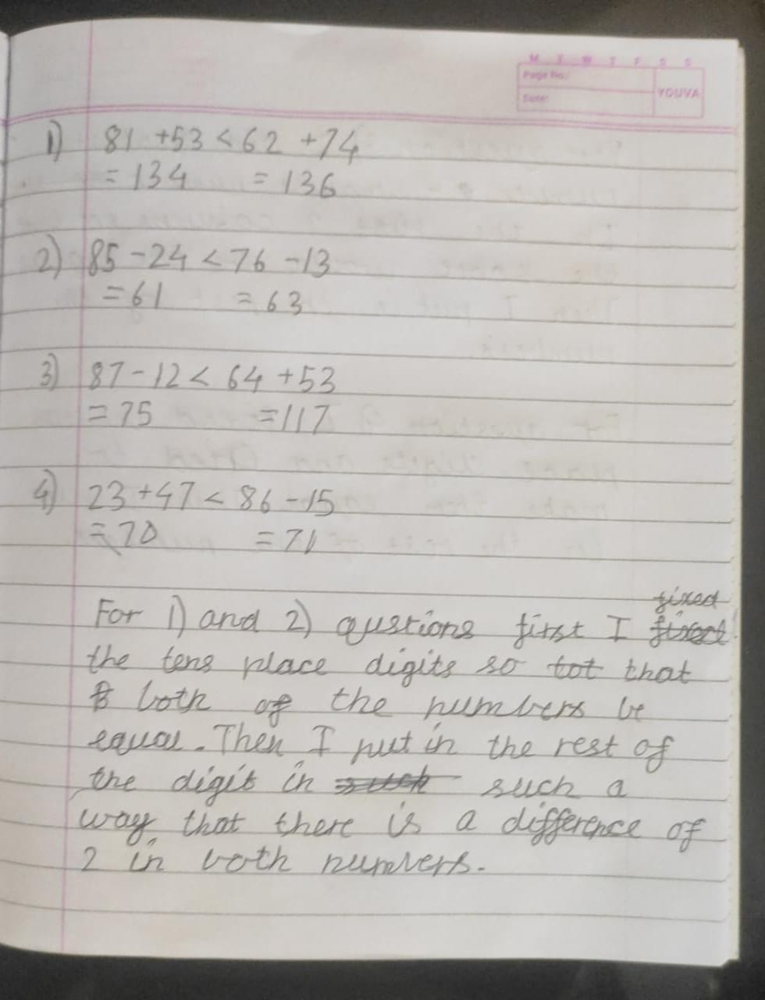 M T W T F S S
Page No.:
Date:
YOUVA
1) 81 +53 < 62 +74
= 134 = 136
2) 85 -24 < 76 -13
= 61 = 63
3) 87 - 12 < 64 +53
= 75 =117
4) 23 +47 < 86 -15
= 70 = 71
fixed
For 1) and 2) qustions first I
the tens place digits so tot that
both of the numbers be
equal. Then I put in the rest of
the digit in such a
way that there is a difference of
2 in both numbers.